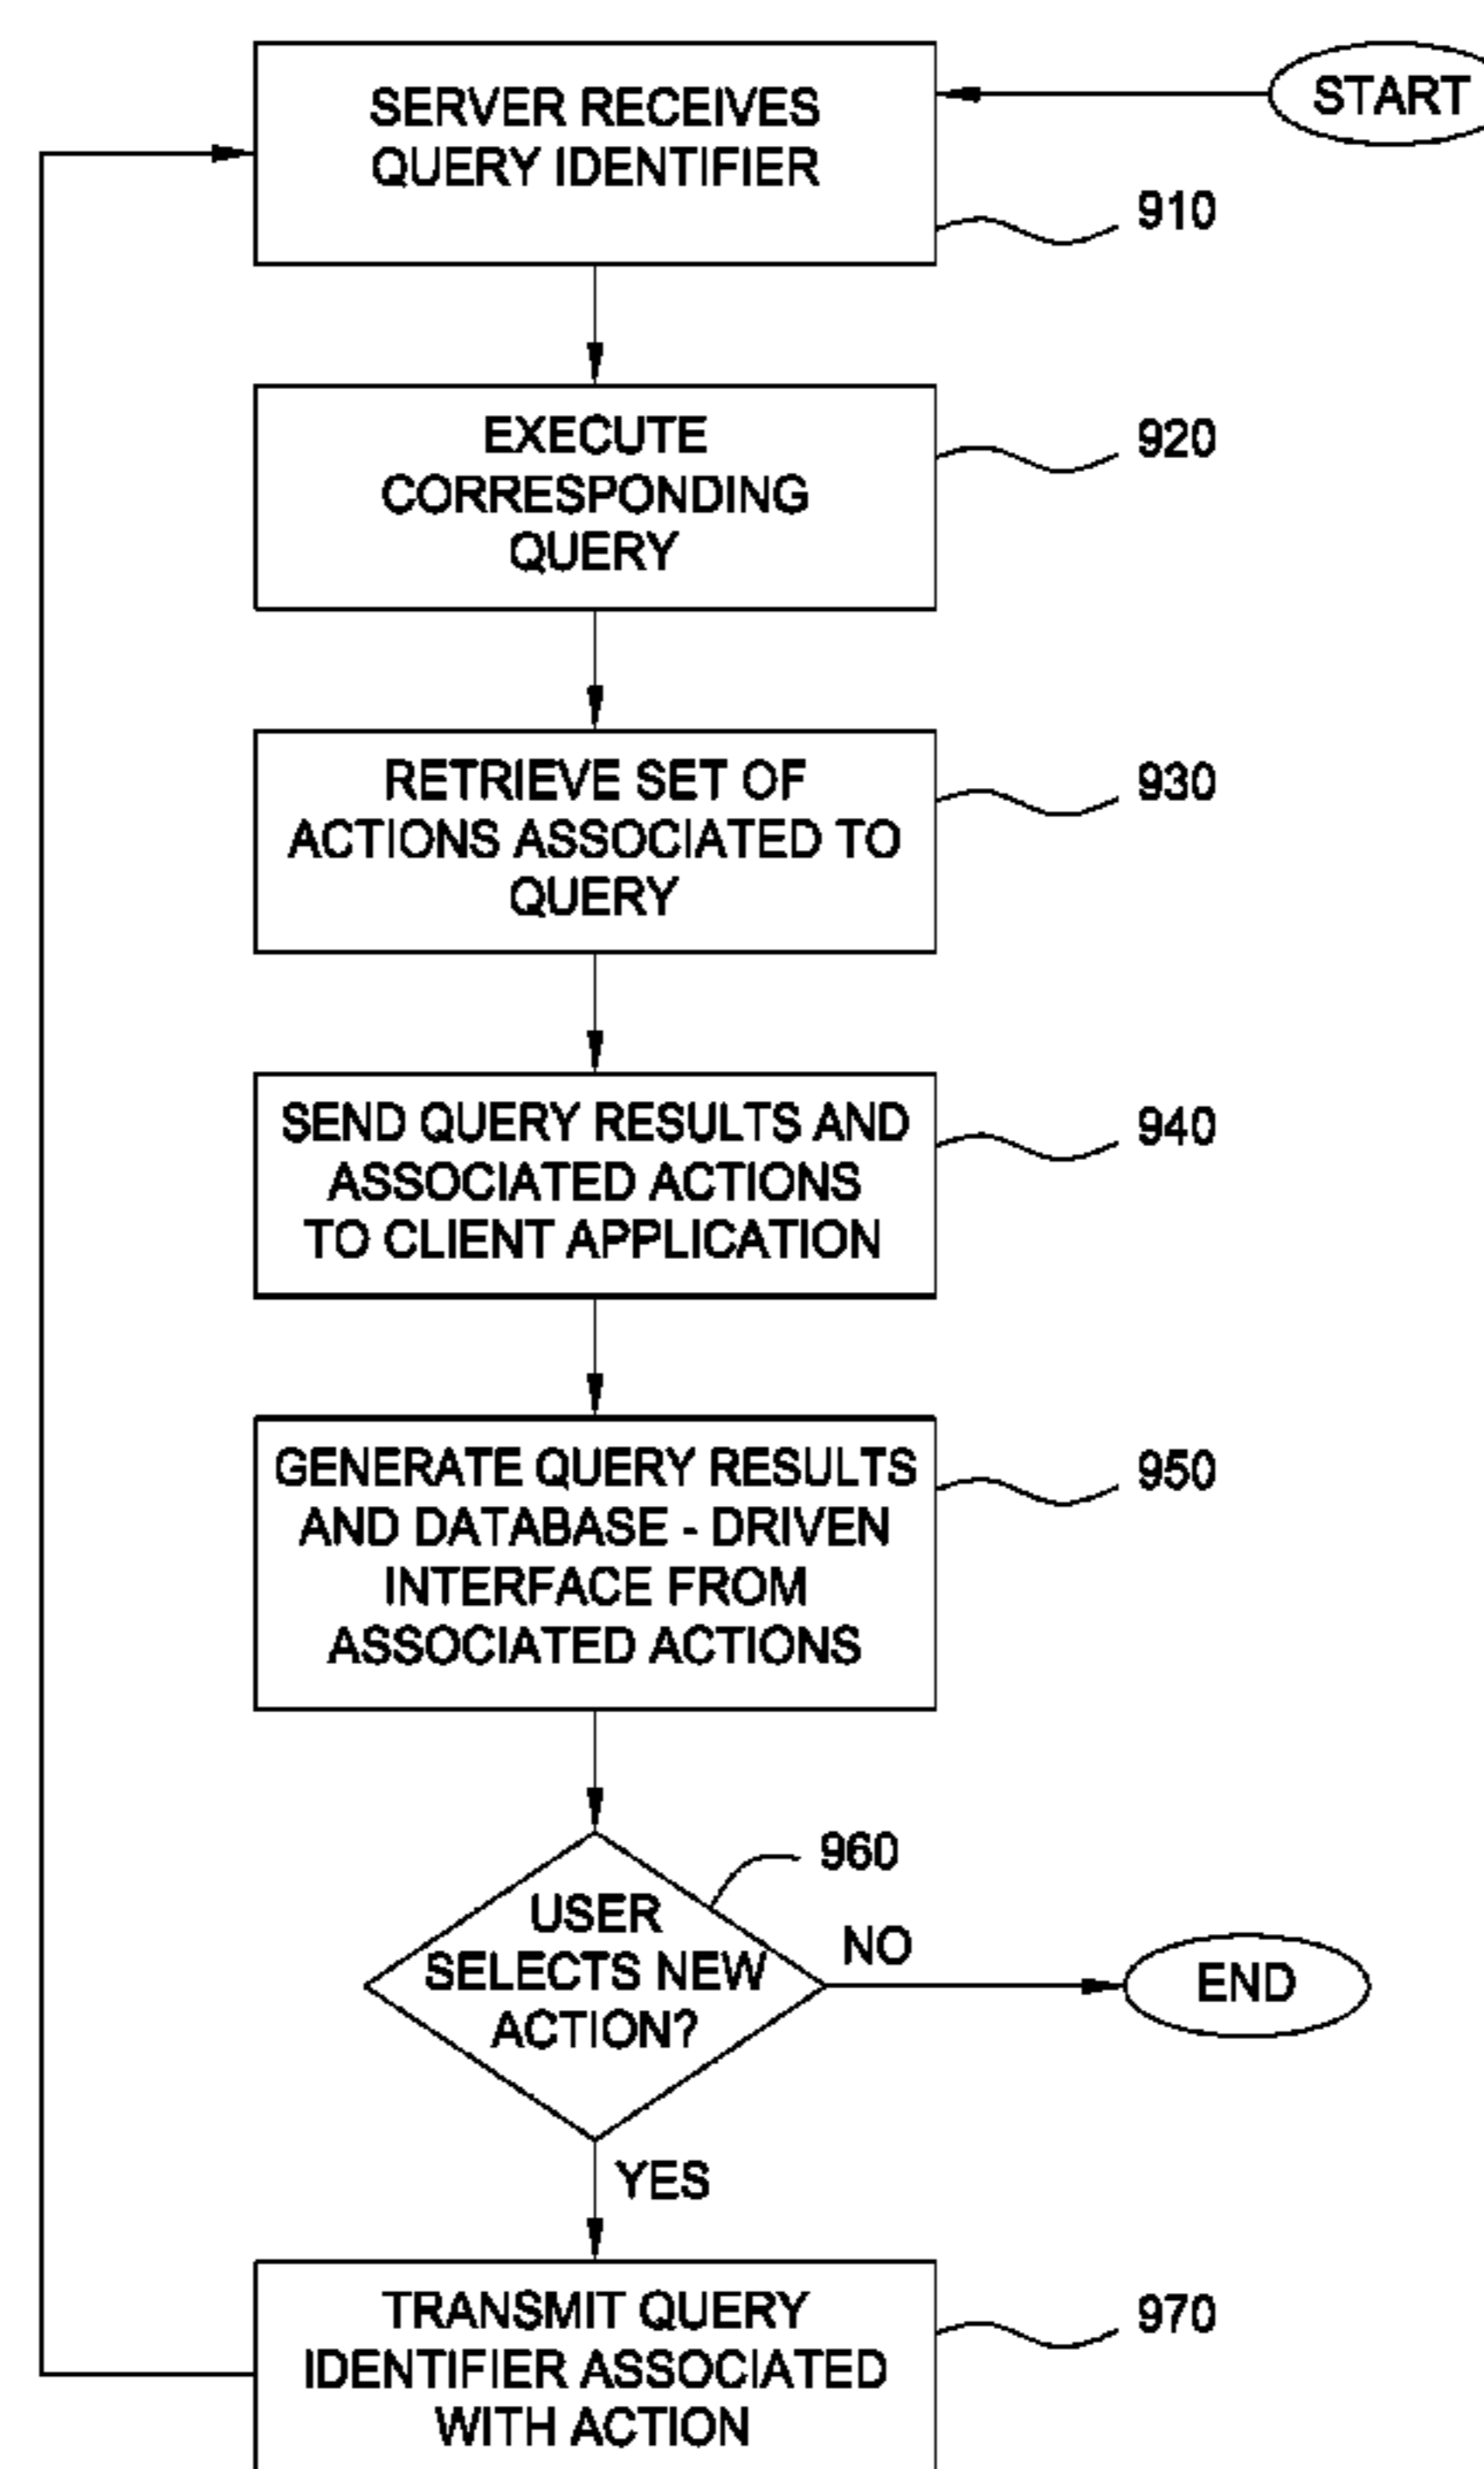 START
SERVER RECEIVES
QUERY IDENTIFIER
910
EXECUTE
CORRESPONDING
QUERY
920
RETRIEVE SET OF
ACTIONS ASSOCIATED TO
QUERY
930
SEND QUERY RESULTS AND
ASSOCIATED ACTIONS
TO CLIENT APPLICATION
940
GENERATE QUERY RESULTS
AND DATABASE - DRIVEN
INTERFACE FROM
ASSOCIATED ACTIONS
950
960
USER
SELECTS NEW
ACTION?
NO
END
YES
TRANSMIT QUERY
IDENTIFIER ASSOCIATED
WITH ACTION
970